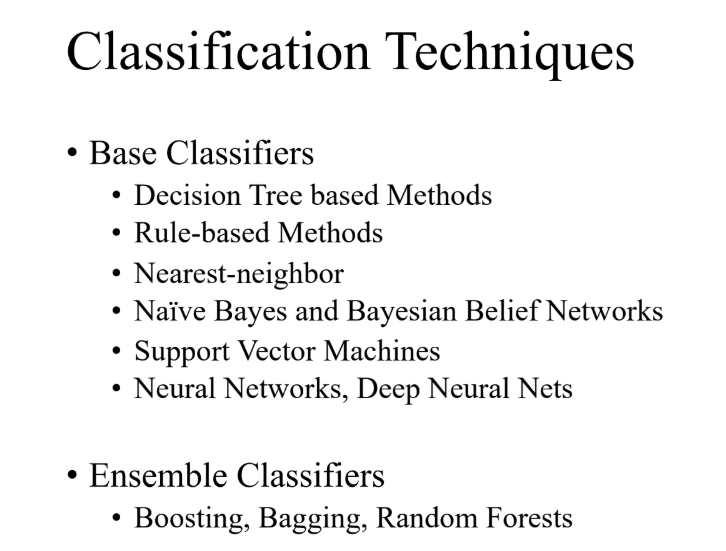 Classification Techniques
• Base Classifiers
• Decision Tree based Methods
• Rule-based Methods
• Nearest-neighbor
• Naïve Bayes and Bayesian Belief Networks
• Support Vector Machines
• Neural Networks, Deep Neural Nets
• Ensemble Classifiers
• Boosting, Bagging, Random Forests